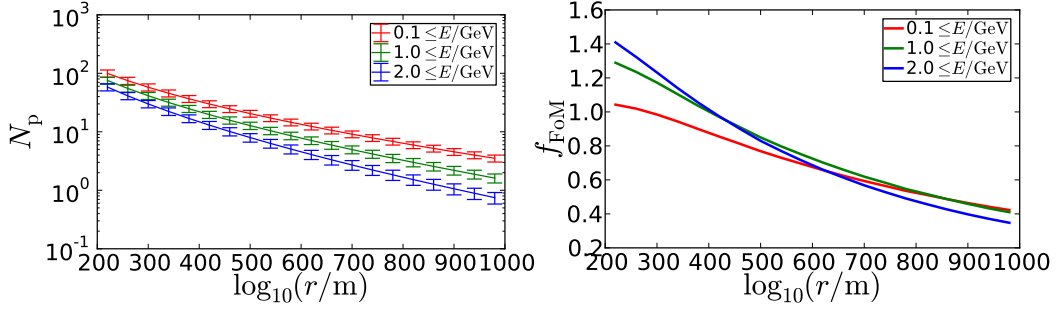 10³
10²
10¹
10⁰
10⁻¹
N_p
0.1 ≤E/GeV
1.0 ≤E/GeV
2.0 ≤E/GeV
200 300 400 500 600 700 800 900 1000
log₁₀(r/m)
1.6
1.4
1.2
1.0
0.8
0.6
0.4
0.2
f_FoM
0.1 ≤E/GeV
1.0 ≤E/GeV
2.0 ≤E/GeV
200 300 400 500 600 700 800 900 1000
log₁₀(r/m)